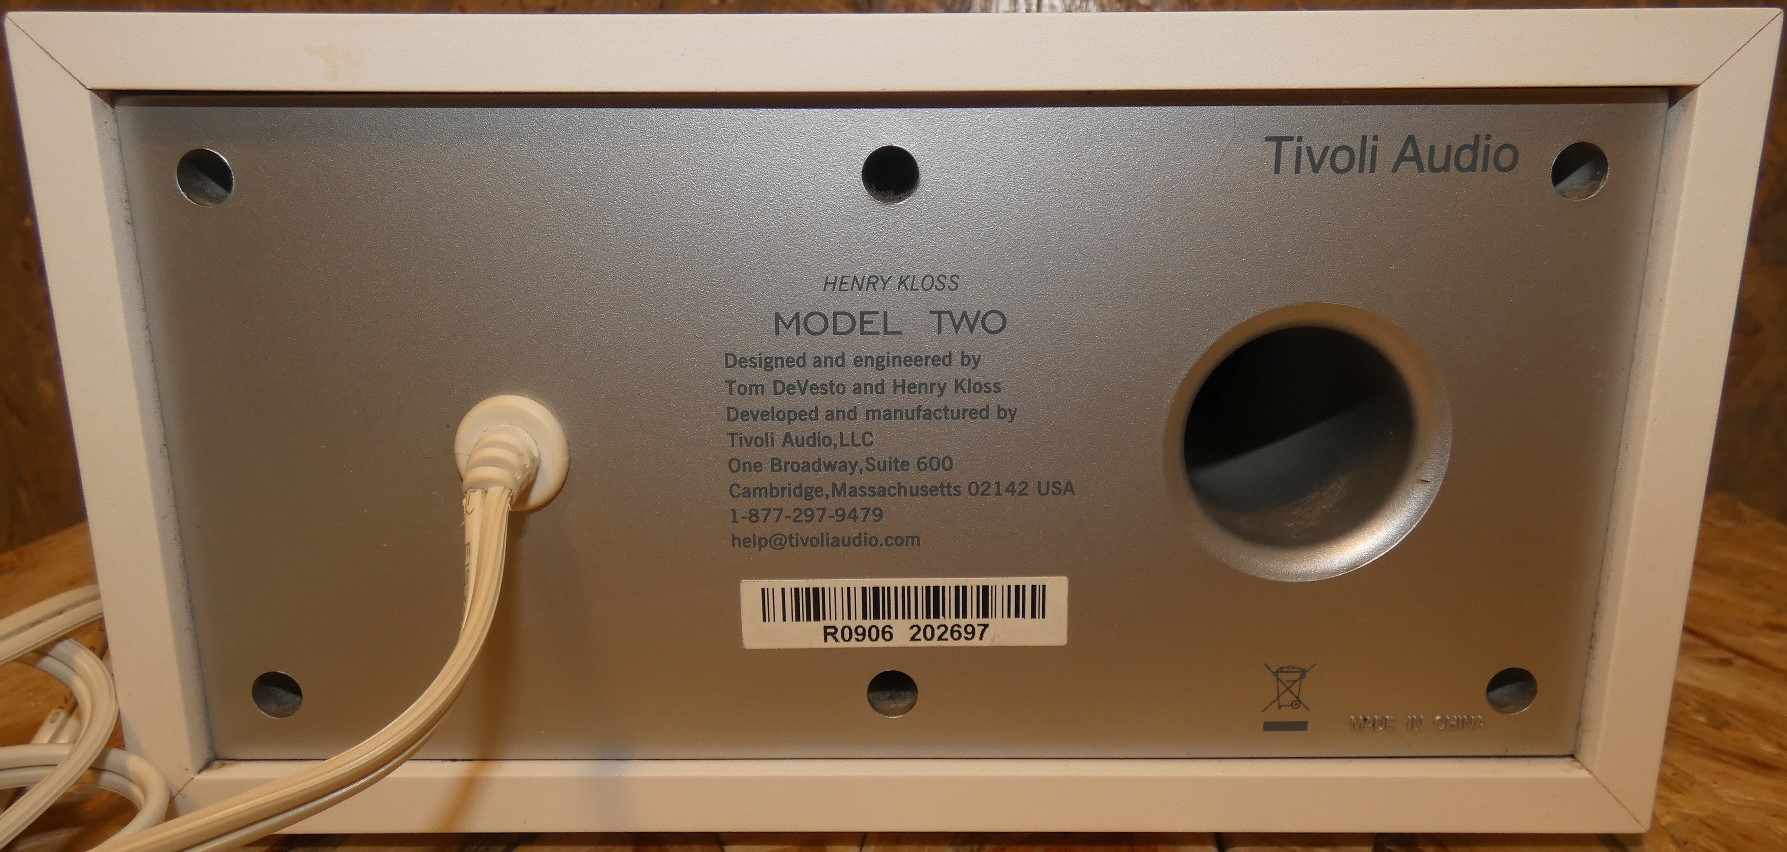 Tivoli Audio
HENRY KLOSS
MODEL TWO
Designed and engineered by
Tom DeVesto and Henry Kloss
Developed and manufactured by
Tivoli Audio,LLC
One Broadway,Suite 600
Cambridge,Massachusetts 02142 USA
1-877-297-9479
help@tivoliaudio.com
R0906 202697
MADE IN CHINA